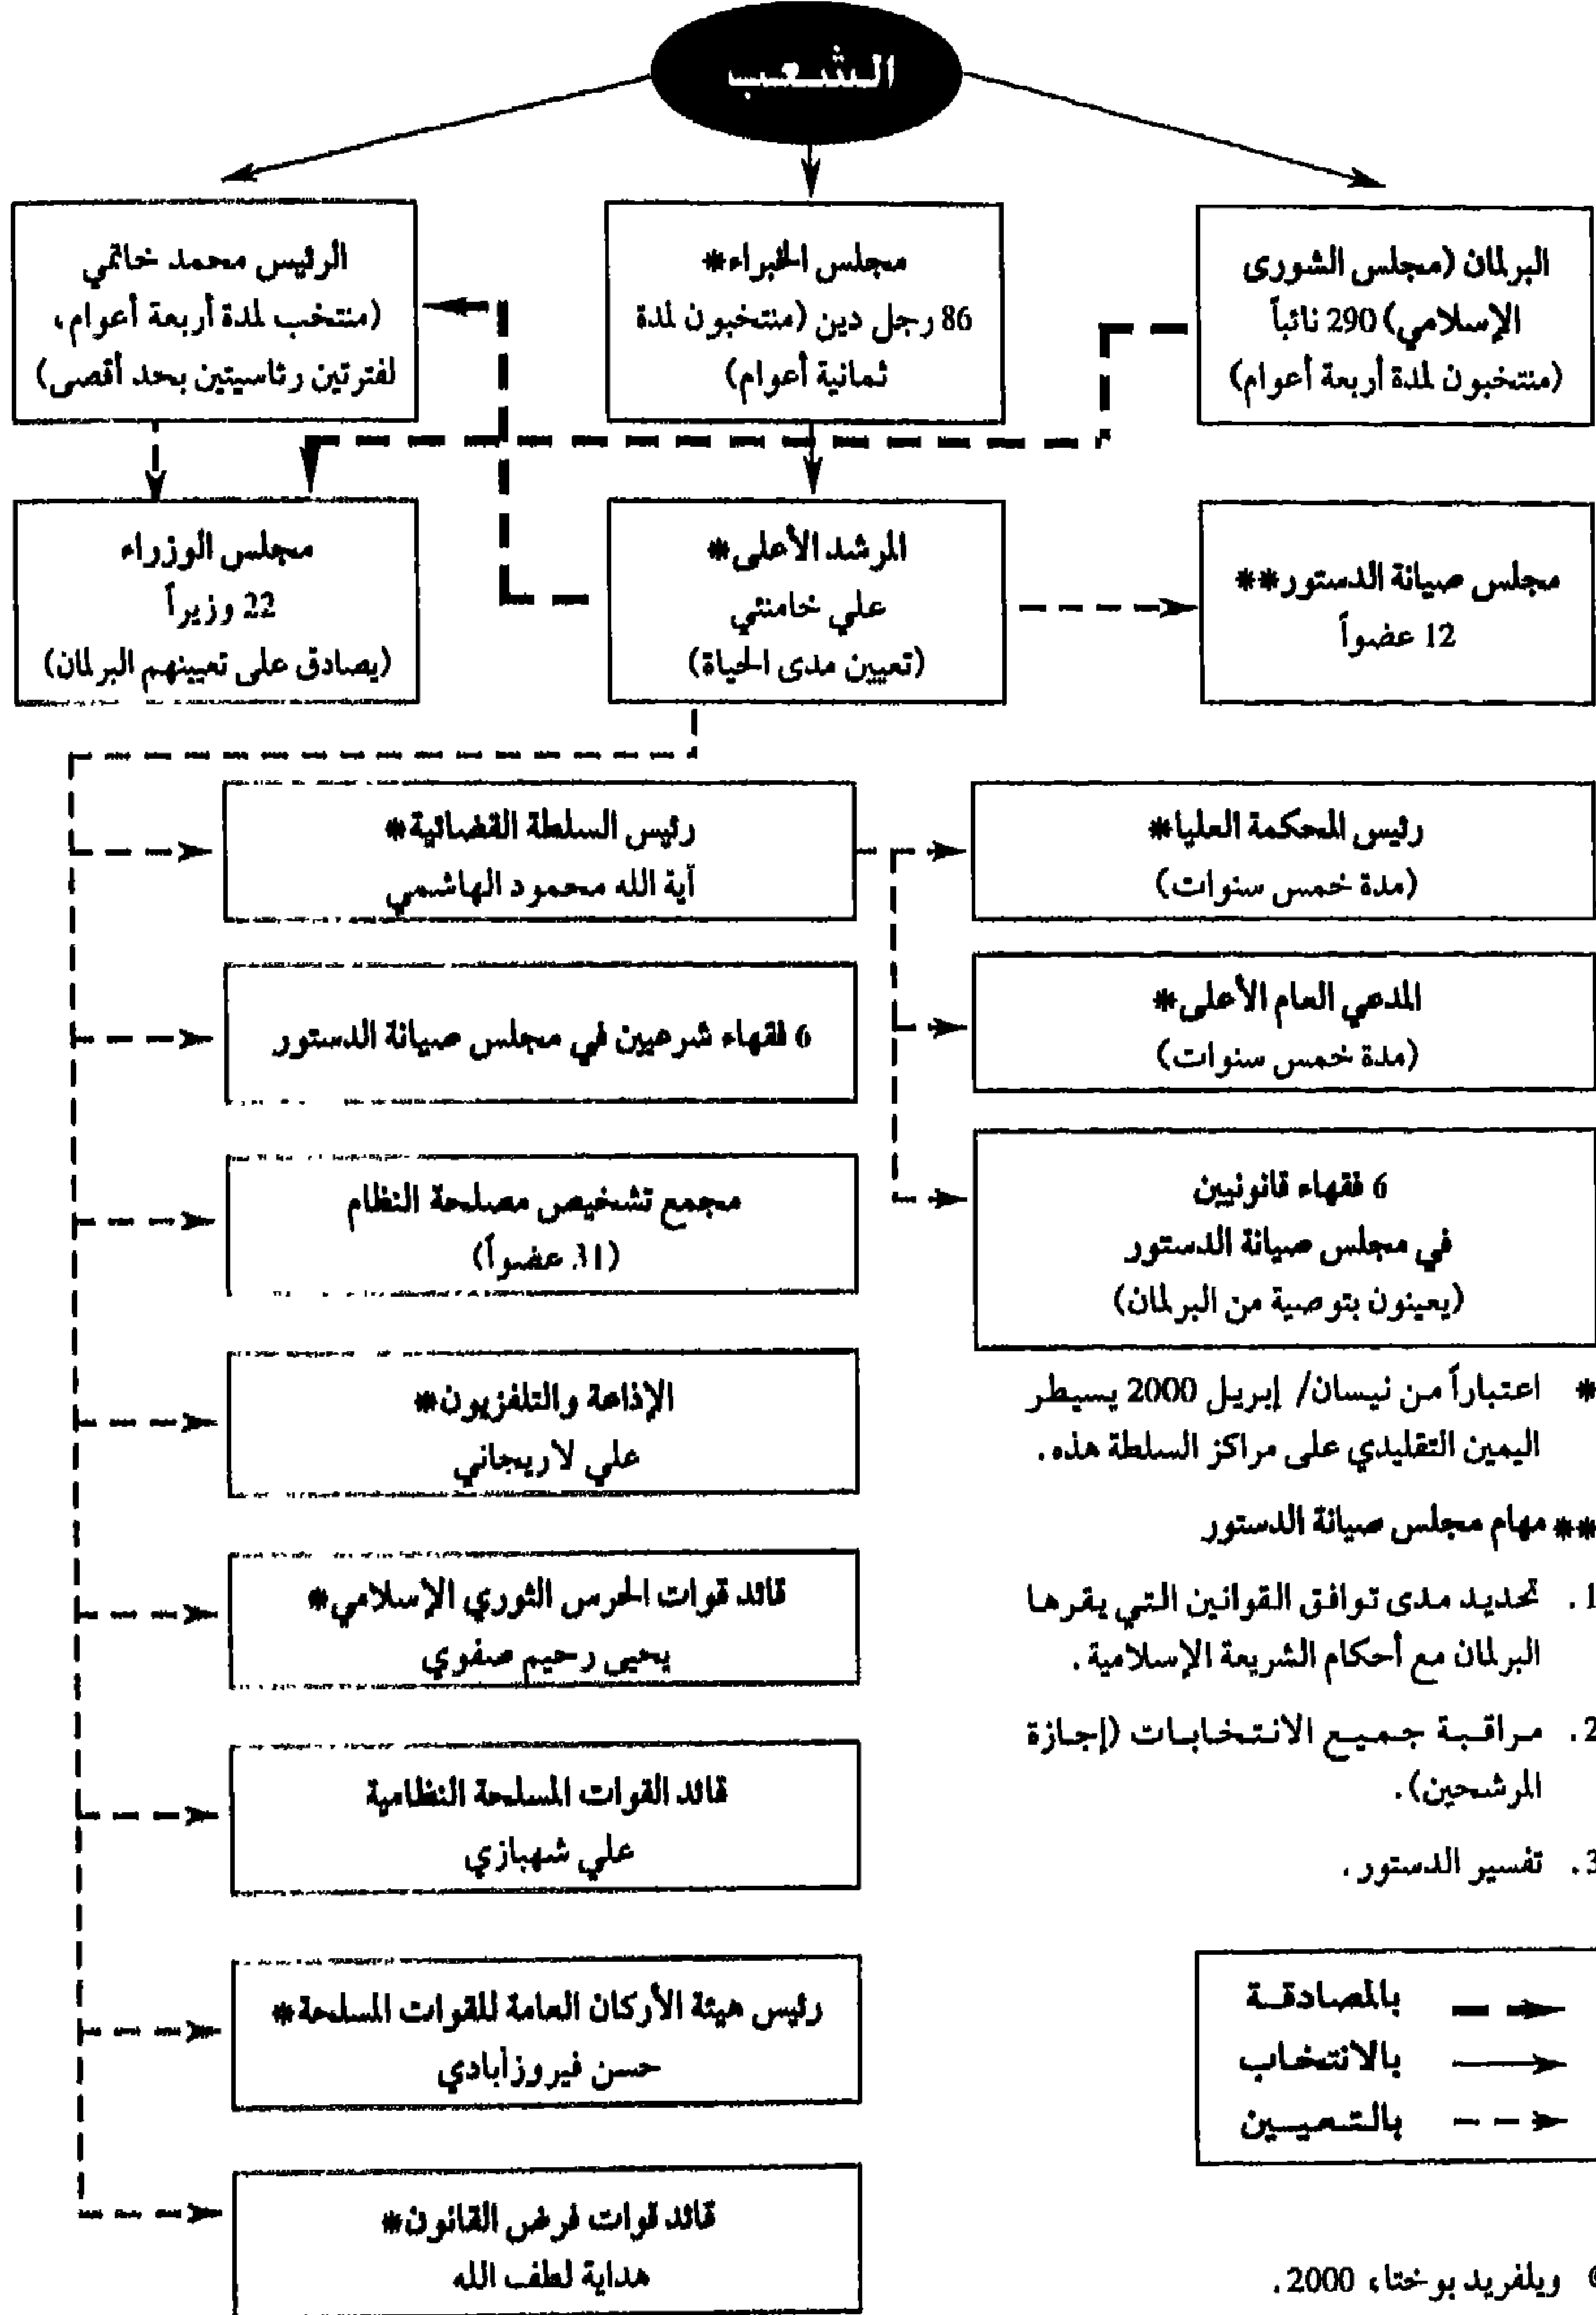 الشعب
البرلمان (مجلس الشورى
الإسلامي) 290 نائباً
(منتخبون لمدة أربعة أعوام)
مجلس الخبراء*
86 رجل دين (منتخبون لمدة
ثمانية أعوام)
الرئيس محمد خاتمي
(منتخب لمدة أربعة أعوام،
لفترتين رئاسيتين بحد أقصى)
مجلس صيانة الدستور**
12 عضواً
المرشد الأعلى*
علي خامنئي
(تعيين مدى الحياة)
مجلس الوزراء
22 وزيراً
(يصادق على تعيينهم البرلمان)
رئيس المحكمة العليا*
(مدة خمس سنوات)
المدعي العام الأعلى*
(مدة خمس سنوات)
6 فقهاء قانونيين
في مجلس صيانة الدستور
(يعينون بتوصية من البرلمان)
رئيس السلطة القضائية*
آية الله محمود الهاشمي
6 فقهاء شرعيين في مجلس صيانة الدستور
مجمع تشخيص مصلحة النظام
(31 عضواً)
الإذاعة والتلفزيون*
علي لاريجاني
قائد قوات الحرس الثوري الإسلامي*
يحيى رحيم صفوي
قائد القوات المسلحة النظامية
علي شهبازي
رئيس هيئة الأركان العامة للقوات المسلحة*
حسن فيروزأبادي
قائد قوات فرض القانون*
هداية لطف الله
* اعتباراً من نيسان/ إبريل 2000 يسيطر
اليمين التقليدي على مراكز السلطة هذه.
** مهام مجلس صيانة الدستور
1. تحديد مدى توافق القوانين التي يقرها
البرلمان مع أحكام الشريعة الإسلامية.
2. مراقبة جميع الانتخابات (إجازة
المرشحين).
3. تفسير الدستور.
بالمصادقة
بالانتخاب
بالتعيين
© ويلفريد بوختا، 2000.